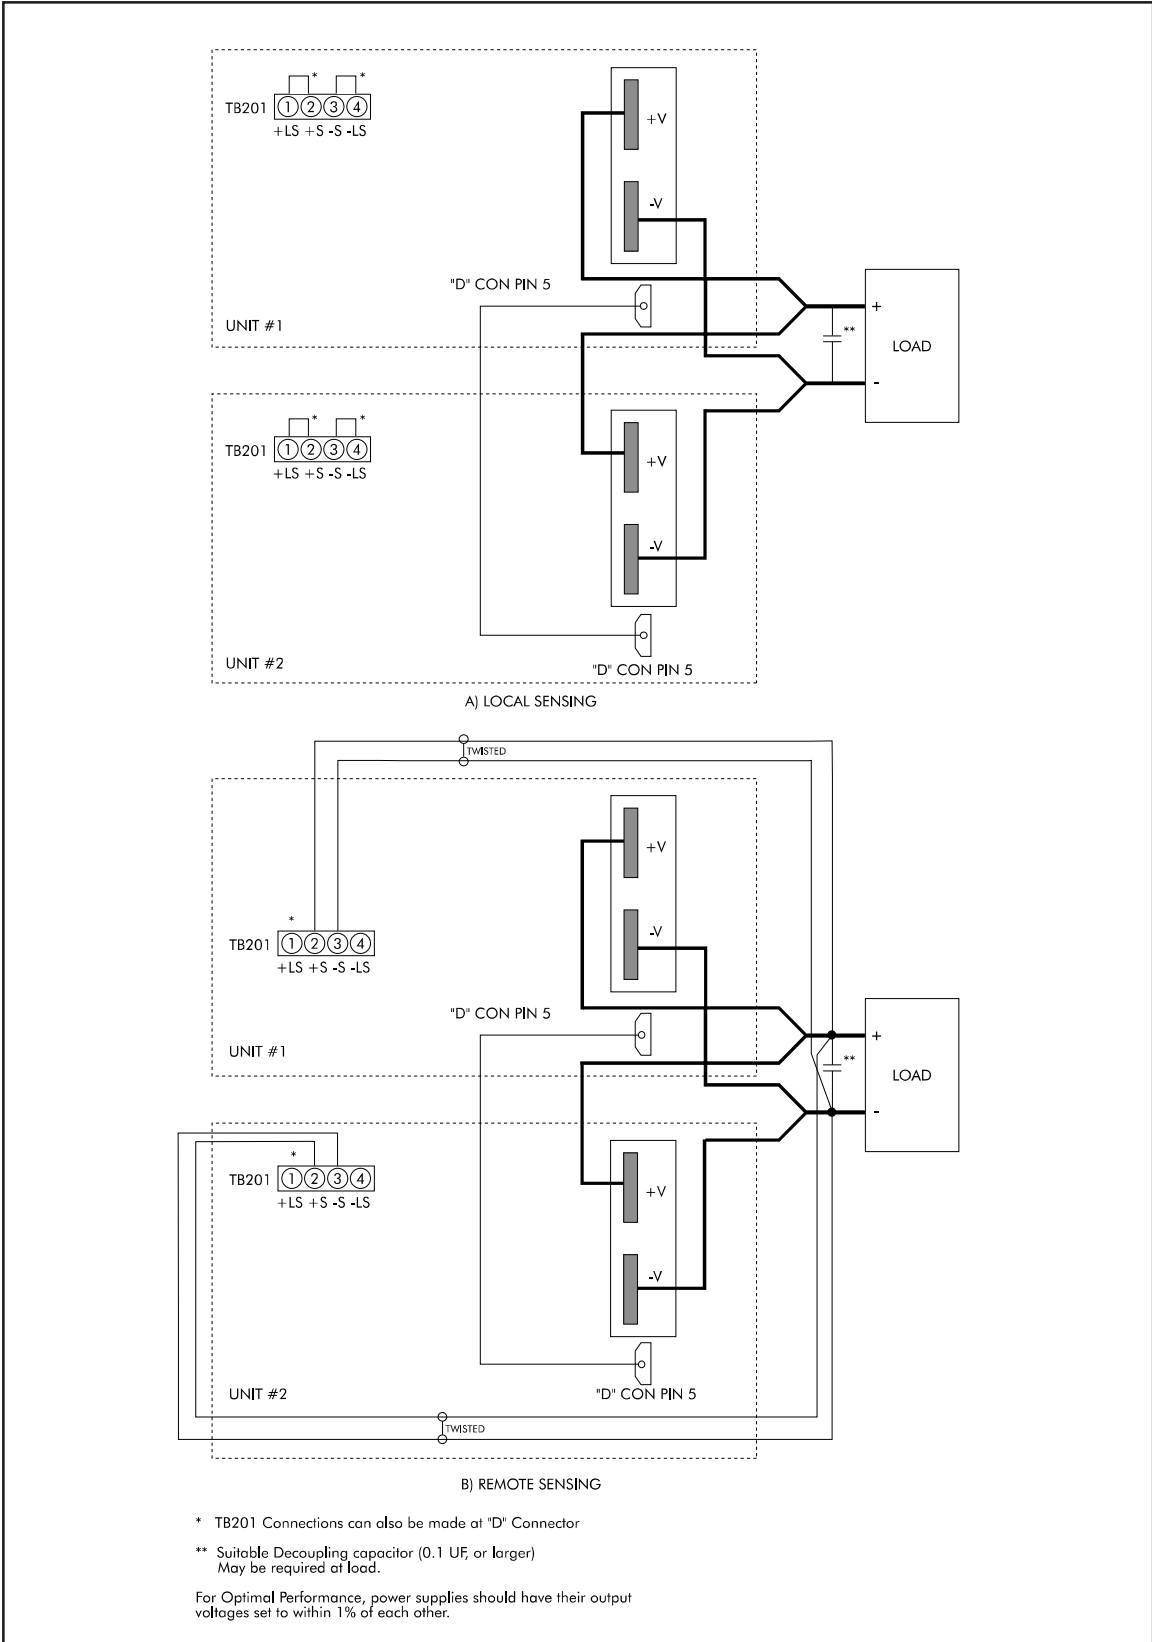 * *
TB201 1 2 3 4
+LS +S -S -LS
+V
-V
"D" CON PIN 5
UNIT #1
+
**
LOAD
-
* *
TB201 1 2 3 4
+LS +S -S -LS
+V
-V
UNIT #2
"D" CON PIN 5
A) LOCAL SENSING
TWISTED
+V
*
TB201 1 2 3 4
+LS +S -S -LS
-V
"D" CON PIN 5
UNIT #1
+
**
LOAD
-
*
TB201 1 2 3 4
+LS +S -S -LS
+V
-V
UNIT #2
"D" CON PIN 5
TWISTED
B) REMOTE SENSING
* TB201 Connections can also be made at "D" Connector
** Suitable Decoupling capacitor (0.1 UF, or larger)
May be required at load.
For Optimal Performance, power supplies should have their output
voltages set to within 1% of each other.